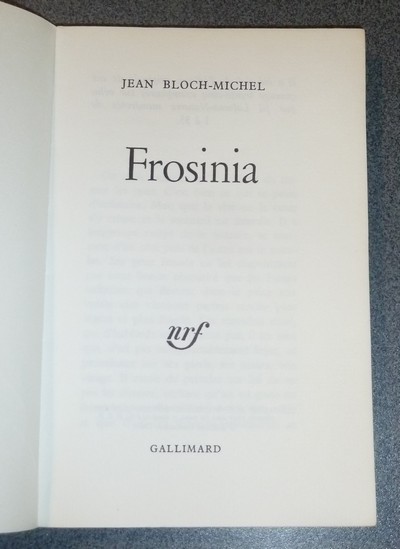 JEAN BLOCH-MICHEL
Frosinia
nrf
GALLIMARD